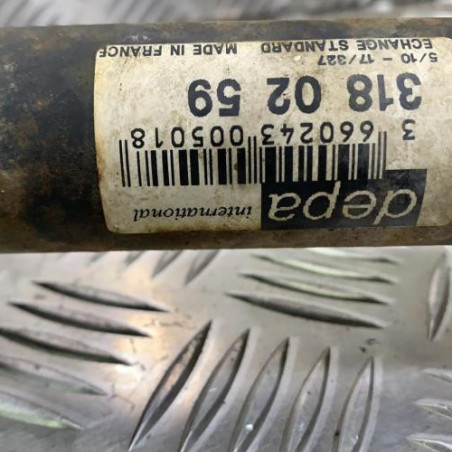 depa
international
3 660243 005018
318 02 59
5/10 - 17/327
ECHANGE STANDARD MADE IN FRANCE